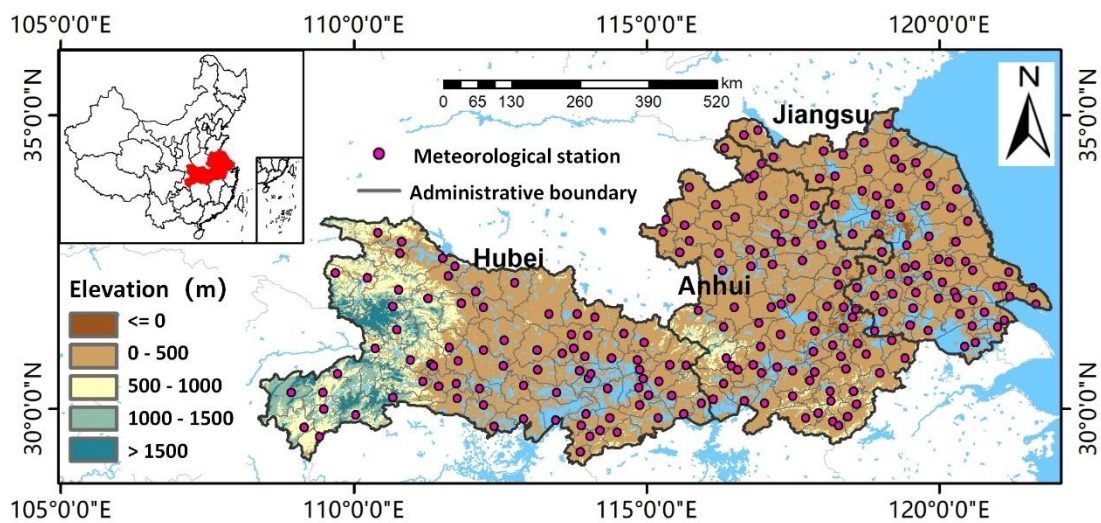 105°0'0"E 110°0'0"E 115°0'0"E 120°0'0"E
35°0'0"N
30°0'0"N
km
0 65 130 260 390 520
N
Meteorological station
Administrative boundary
Jiangsu
Hubei
Anhui
Elevation （m）
<= 0
0 - 500
500 - 1000
1000 - 1500
> 1500
35°0'0"N
30°0'0"N
105°0'0"E 110°0'0"E 115°0'0"E 120°0'0"E